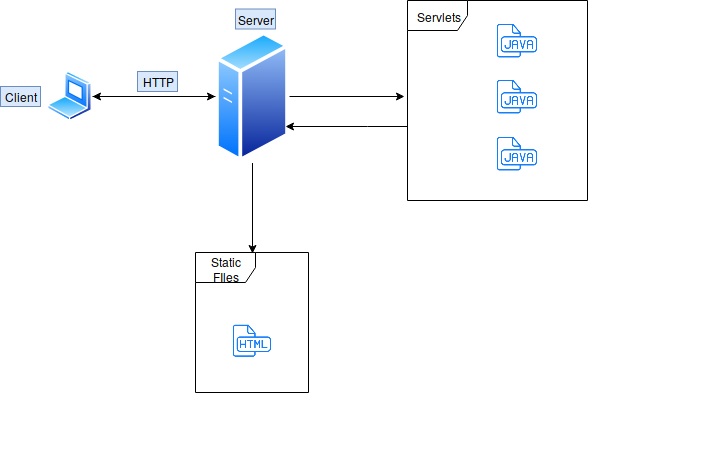 Server
Servlets
JAVA
HTTP
Client
JAVA
JAVA
Static
FIles
HTML